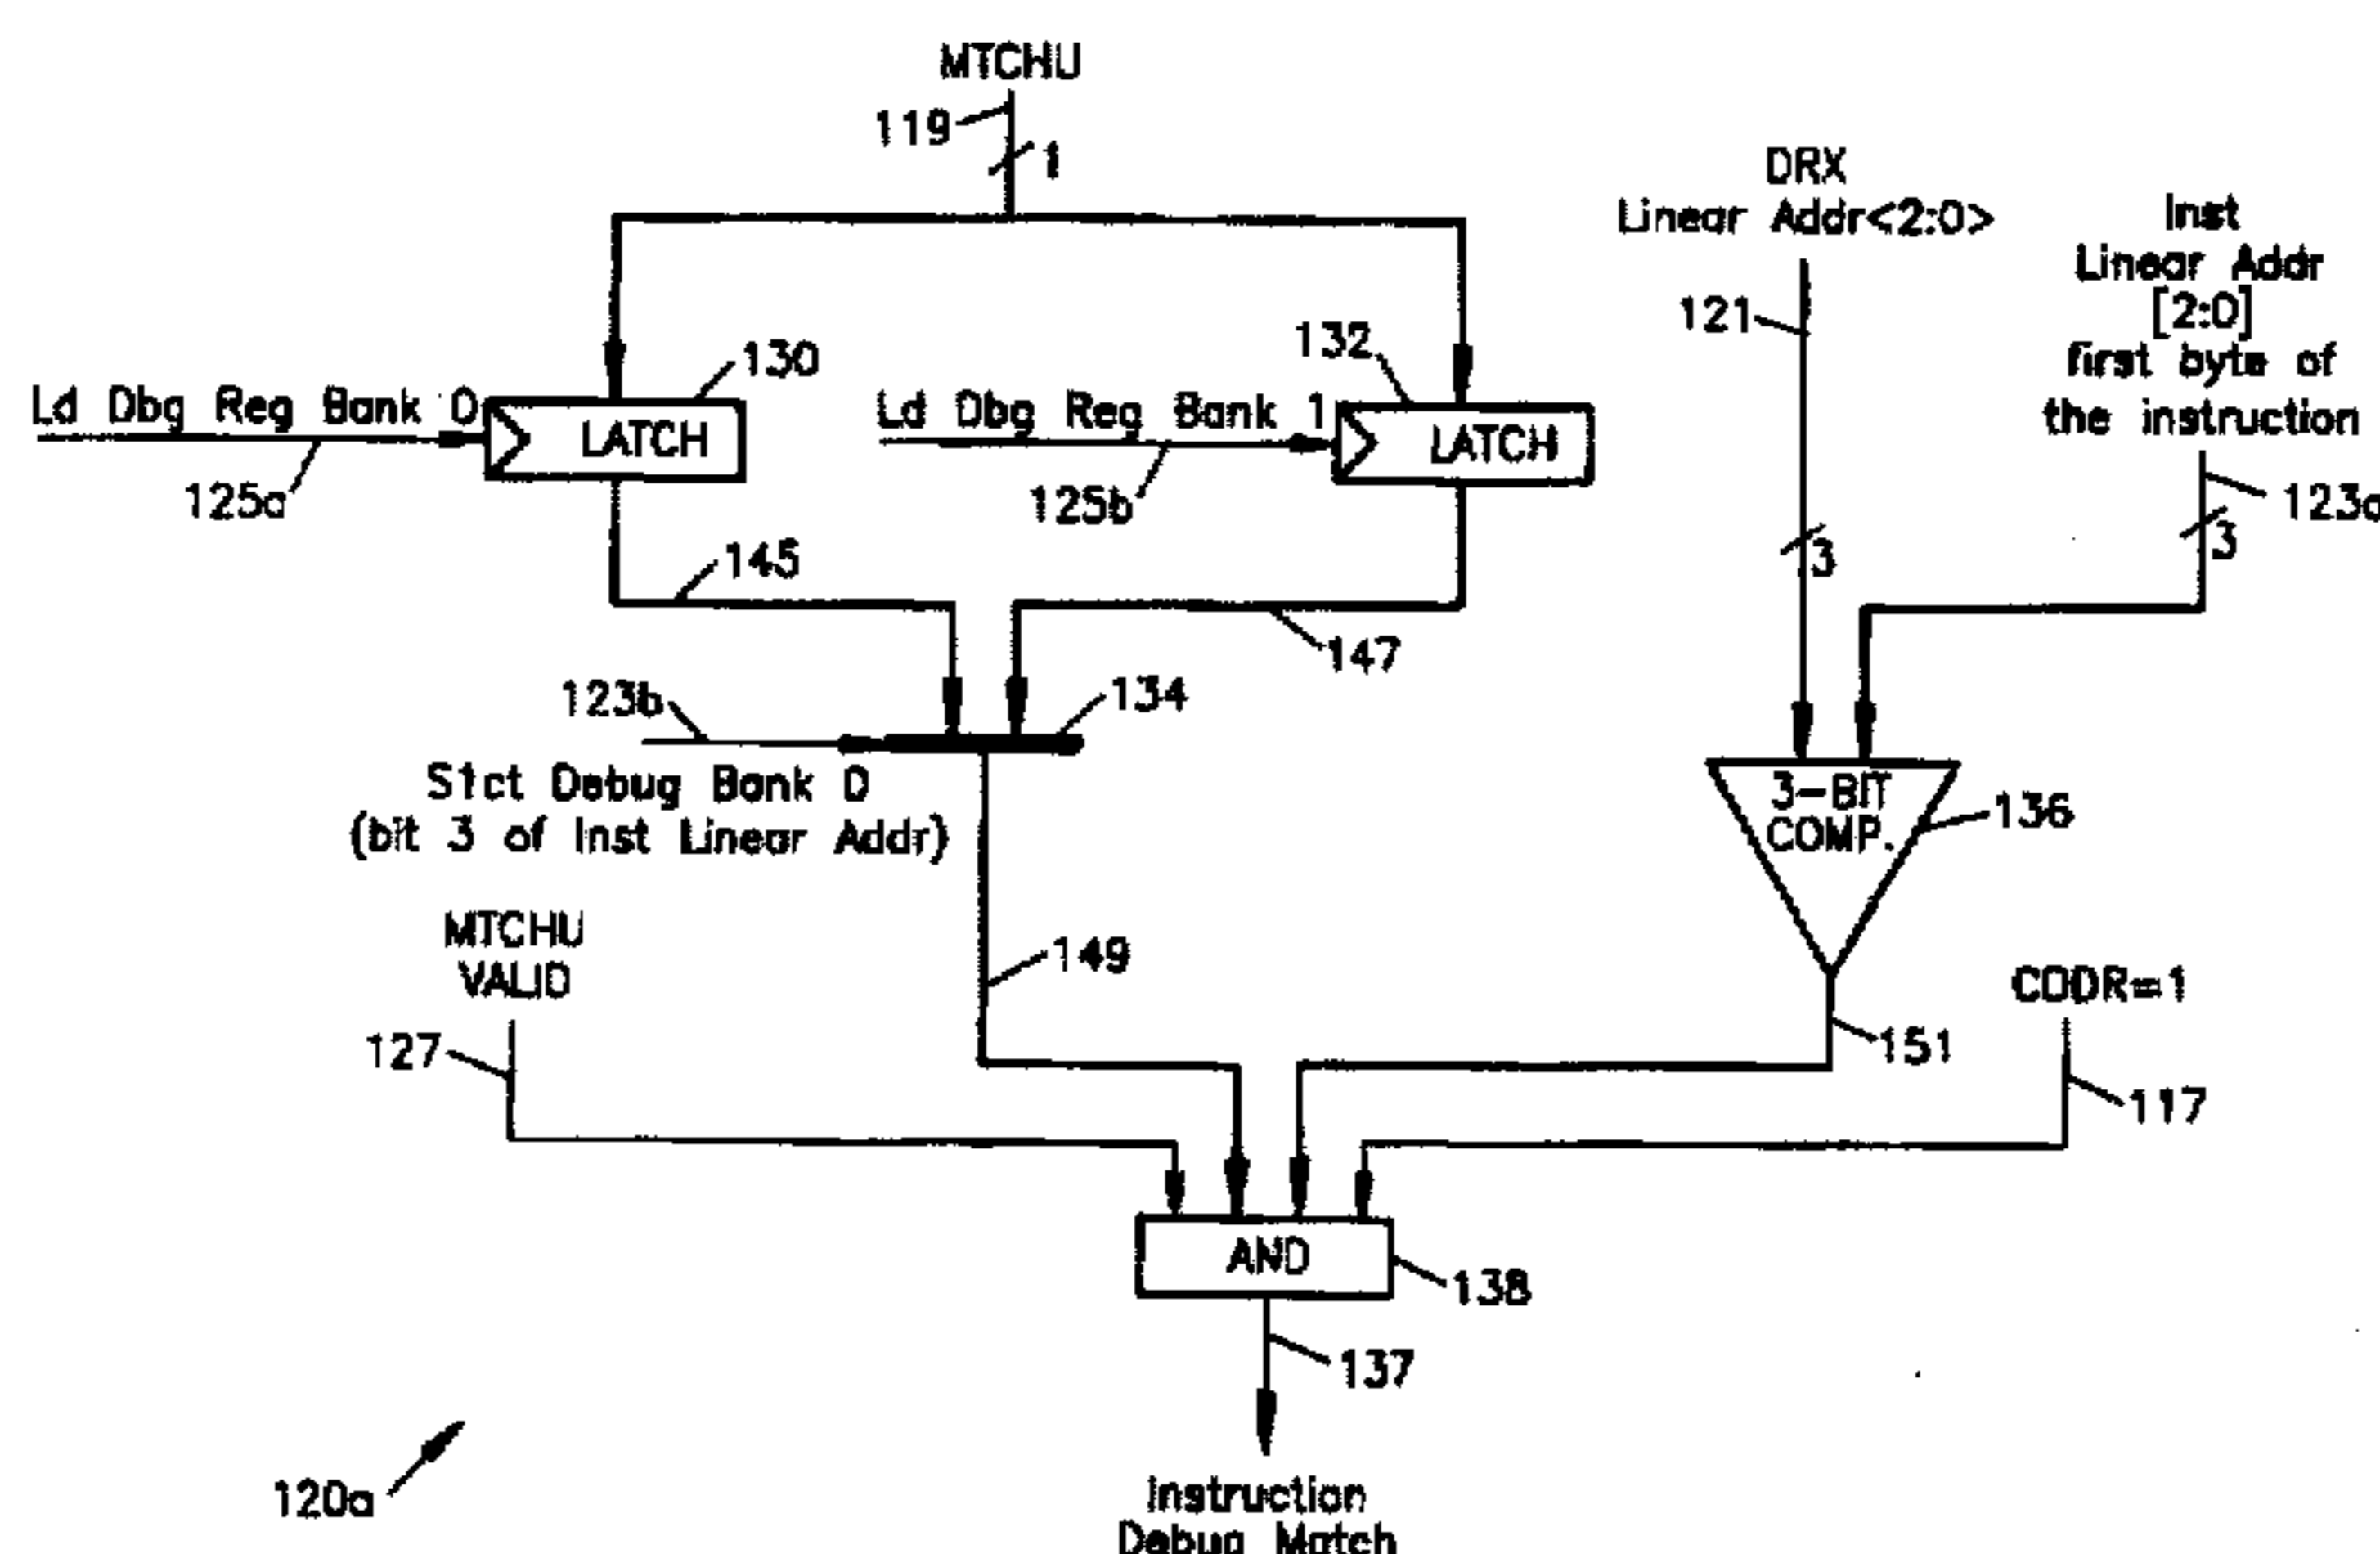 MTCHU
119
1
DRX
Linear Addr<2:0>
Inst
Linear Addr
[2:0]
first byte of
the instruction
121
123a
3
3
132
130
Ld Dbg Reg Bank 0
LATCH
125a
Ld Dbg Reg Bank 1
LATCH
125b
145
147
123b
134
S1ct Debug Bank D
(bit 3 of Inst Linear Addr)
3-BIT
COMP.
136
MTCHU
VALID
149
CODR=1
127
151
117
AND
138
137
120a
Instruction
Debug Match